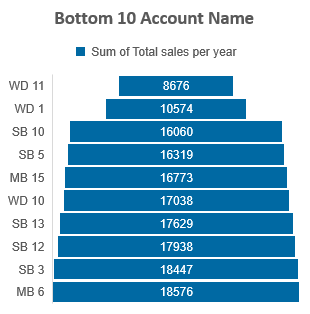 Bottom 10 Account Name
Sum of Total sales per year
WD 11 8676
WD 1 10574
SB 10 16060
SB 5 16319
MB 15 16773
WD 10 17038
SB 13 17629
SB 12 17938
SB 3 18447
MB 6 18576